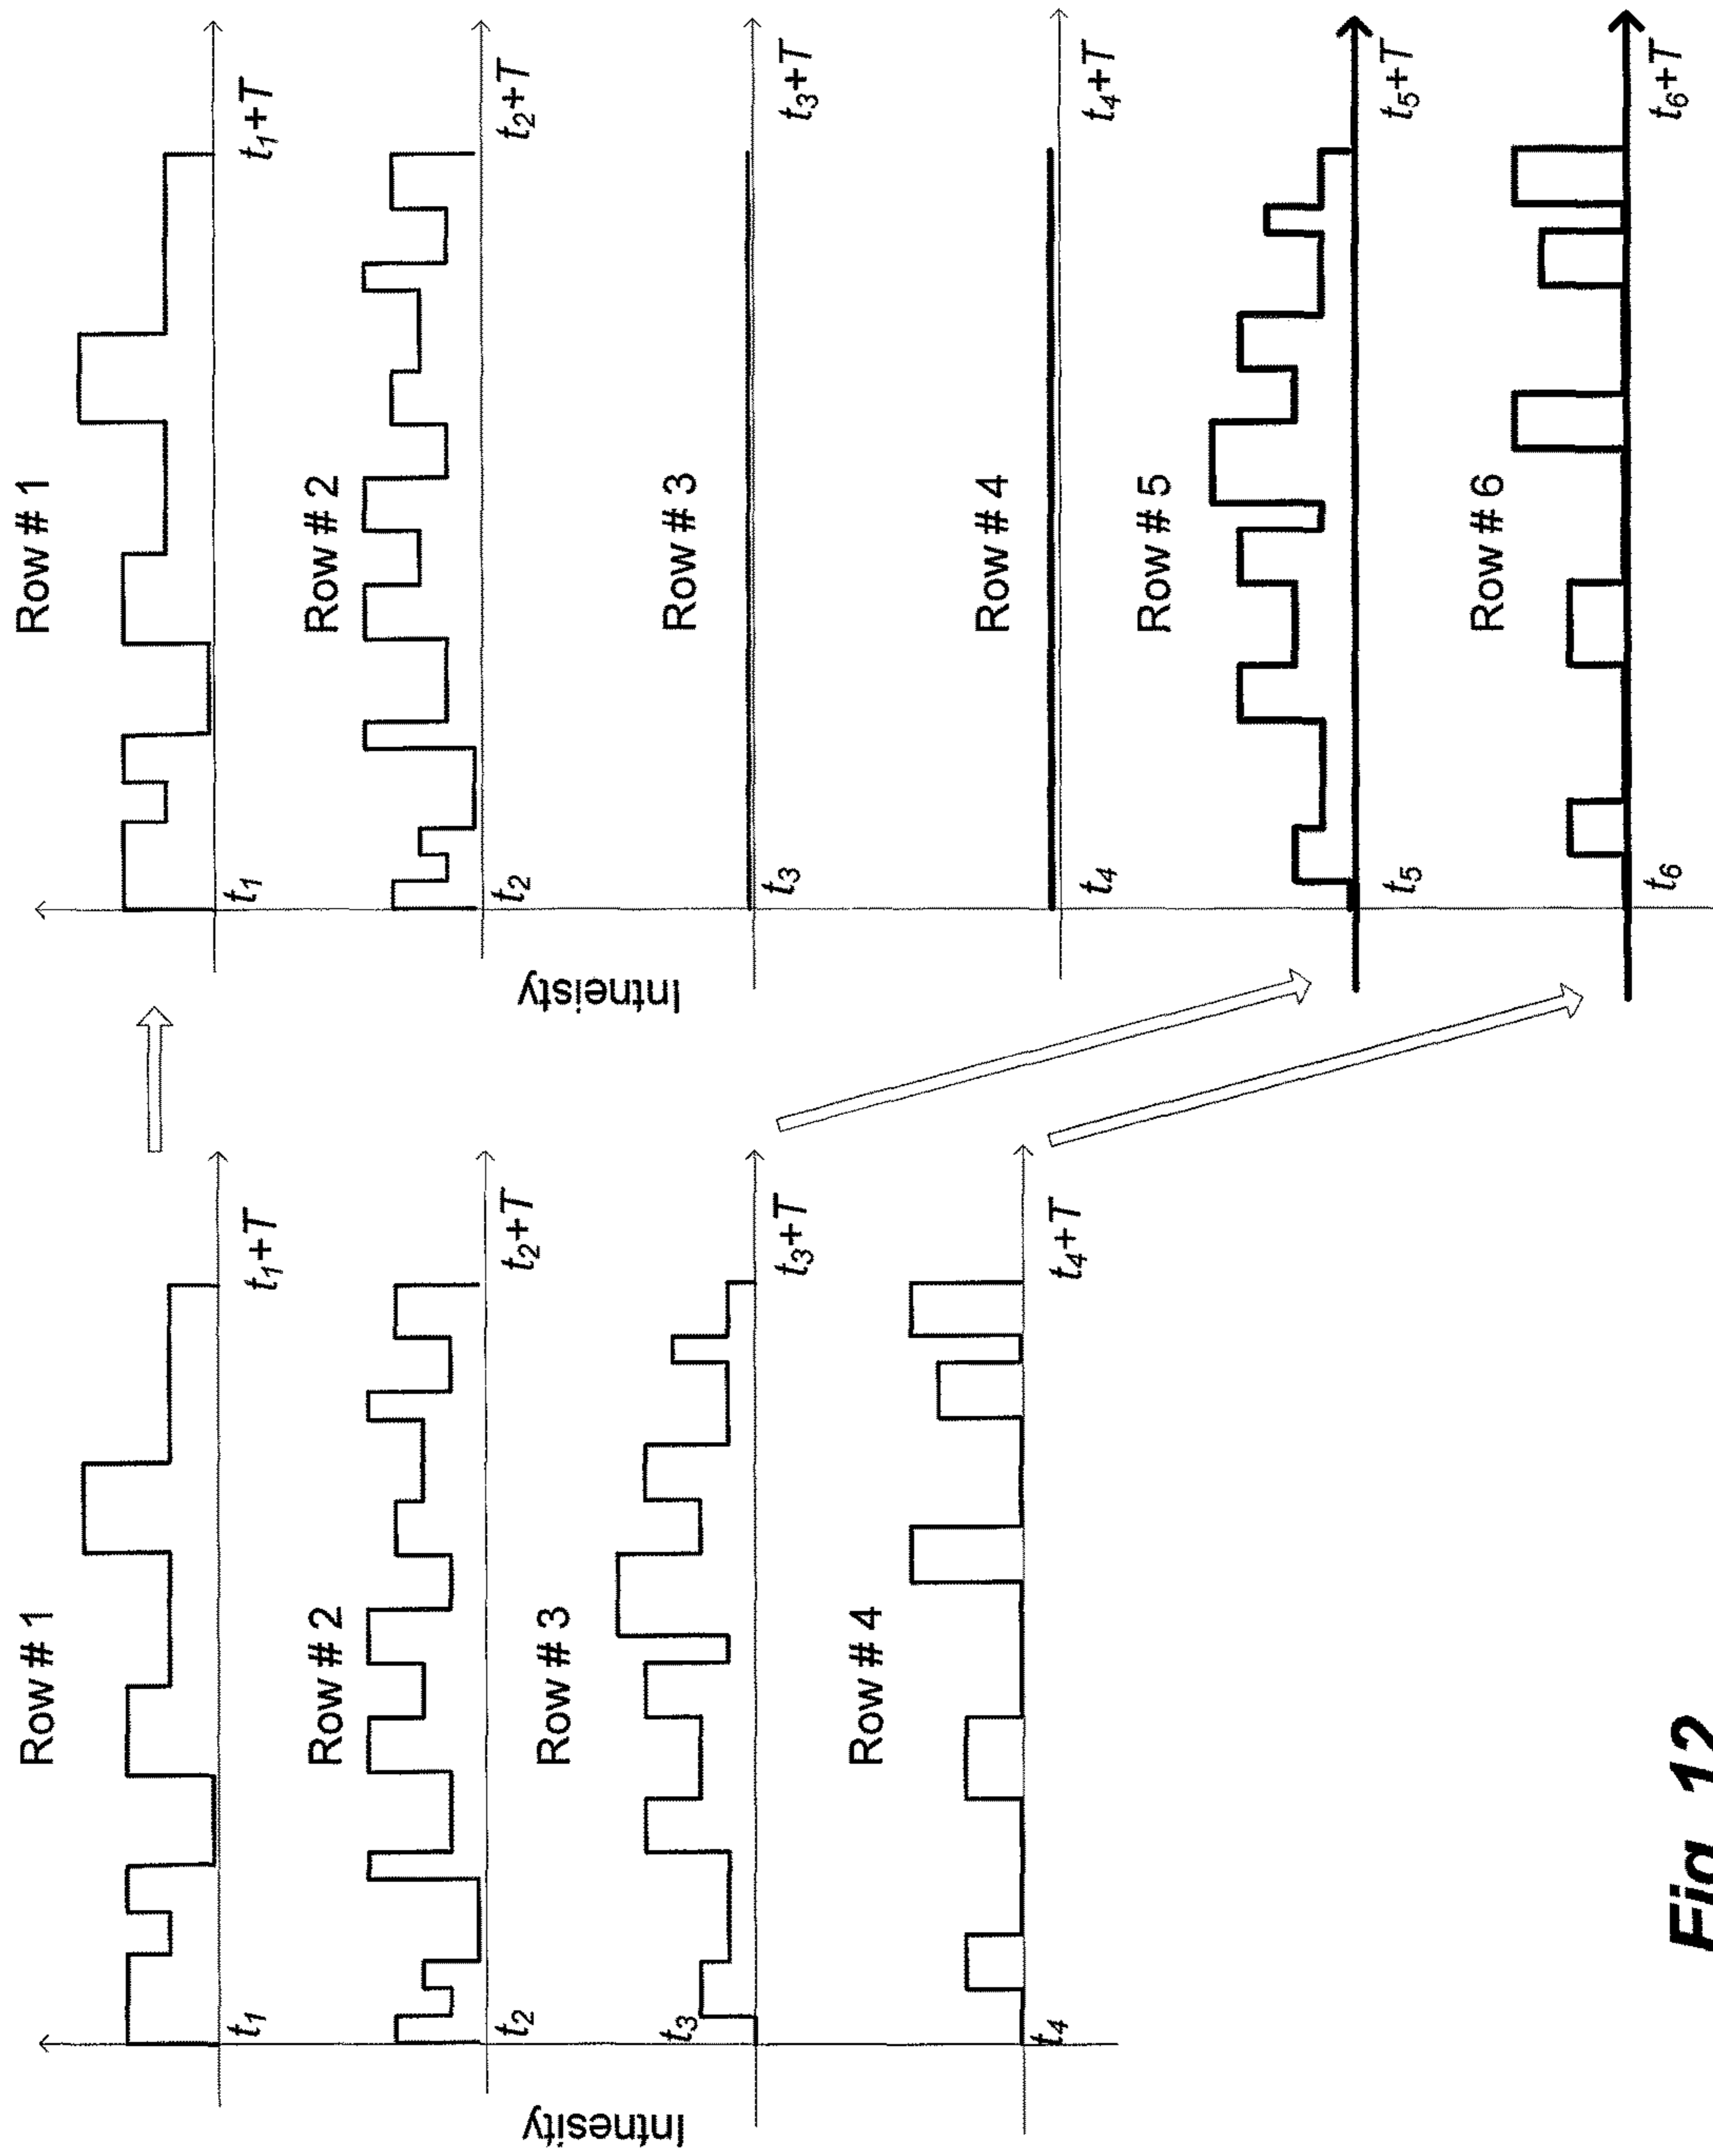 Row # 1
t₁
t₁+T
Row # 2
t₂
t₂+T
Intnesity
Row # 3
t₃
t₃+T
Row # 4
t₄
t₄+T
Row # 1
t₁
t₁+T
Row # 2
t₂
t₂+T
Intneisty
Row # 3
t₃
t₃+T
Row # 4
t₄
t₄+T
Row # 5
t₅
t₅+T
Row # 6
t₆
t₆+T
Fig. 12